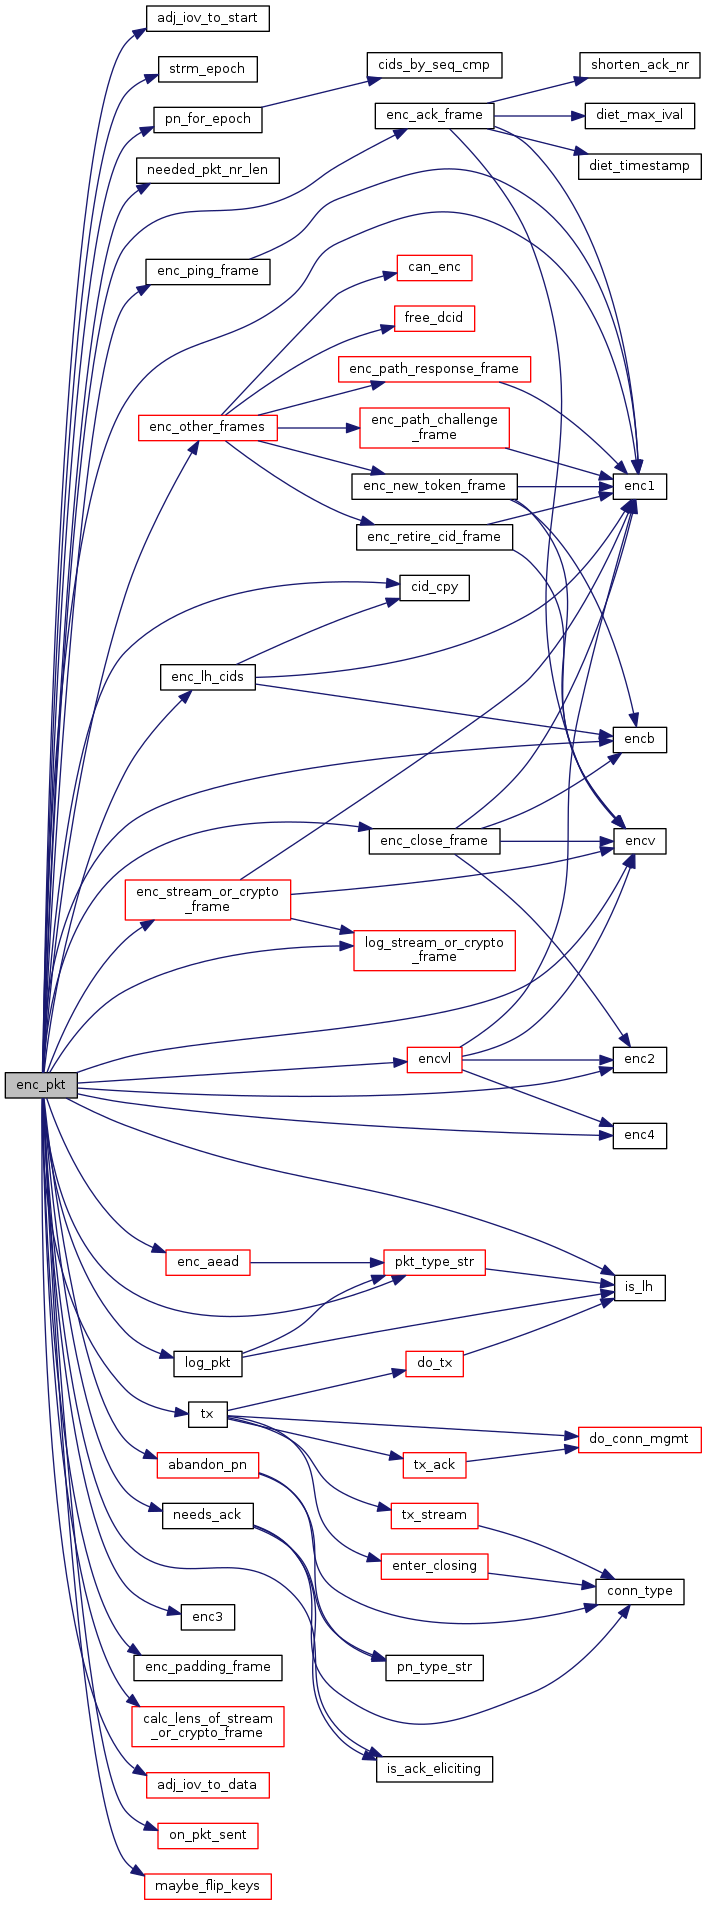 adj_iov_to_start
strm_epoch
cids_by_seq_cmp
shorten_ack_nr
pn_for_epoch
enc_ack_frame
diet_max_ival
needed_pkt_nr_len
diet_timestamp
enc_ping_frame
can_enc
free_dcid
enc_path_response_frame
enc_other_frames
enc_path_challenge
_frame
enc_new_token_frame
enc1
enc_retire_cid_frame
cid_cpy
enc_lh_cids
encb
enc_close_frame
encv
enc_stream_or_crypto
_frame
log_stream_or_crypto
_frame
enc_pkt
encvl
enc2
enc4
enc_aead
pkt_type_str
is_lh
log_pkt
do_tx
tx
do_conn_mgmt
abandon_pn
tx_ack
needs_ack
tx_stream
enter_closing
conn_type
enc3
enc_padding_frame
pn_type_str
calc_lens_of_stream
_or_crypto_frame
is_ack_eliciting
adj_iov_to_data
on_pkt_sent
maybe_flip_keys